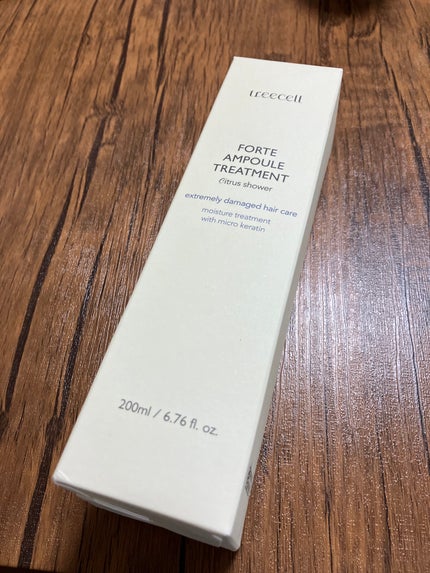 treecell
FORTE
AMPOULE
TREATMENT
Citrus shower
extremely damaged hair care
moisture treatment
with micro keratin
200ml / 6.76 fl. oz.